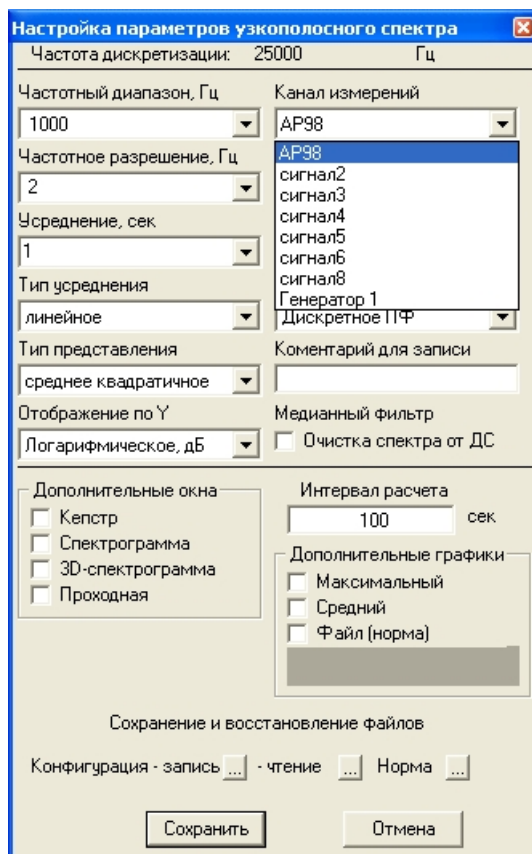 Настройка параметров узкополосного спектра
Частота дискретизации: 25000 Гц
Частотный диапазон, Гц
1000
Частотное разрешение, Гц
2
Усреднение, сек
1
Тип усреднения
линейное
Тип представления
среднее квадратичное
Отображение по Y
Логарифмическое, дБ
Канал измерений
AP98
AP98
сигнал2
сигнал3
сигнал4
сигнал5
сигнал6
сигнал8
Генератор 1
Дискретное ПФ
Коментарий для записи
Медианный фильтр
Очистка спектра от ДС
Дополнительные окна
Кепстр
Спектрограмма
3D-спектрограмма
Проходная
Интервал расчета
100 сек
Дополнительные графики
Максимальный
Средний
Файл (норма)
Сохранение и восстановление файлов
Конфигурация - запись ... - чтение ... Норма ...
Сохранить
Отмена